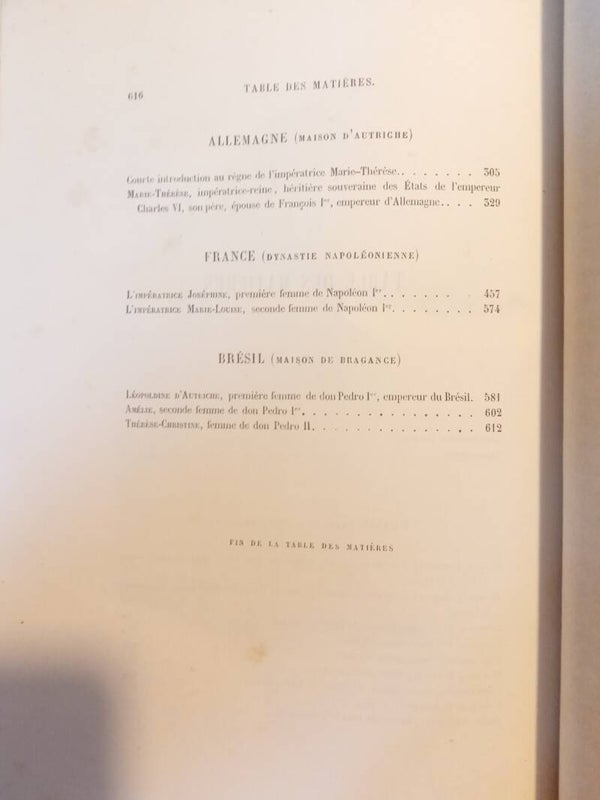 616
TABLE DES MATIÈRES.
ALLEMAGNE (MAISON D'AUTRICHE)
Courte introduction au règne de l'impératrice Marie-Thérèse. . . . . . . . 305
MARIE-THÉRÈSE, impératrice-reine, héritière souveraine des États de l'empereur
Charles VI, son père, épouse de François Ier, empereur d'Allemagne. . . . 329
FRANCE (DYNASTIE NAPOLÉONIENNE)
L'IMPÉRATRICE JOSÉPHINE, première femme de Napoléon Ier. . . . . . . . . 457
L'IMPÉRATRICE MARIE-LOUISE, seconde femme de Napoléon Ier. . . . . . . . 574
BRÉSIL (MAISON DE BRAGANCE)
LÉOPOLDINE D'AUTRICHE, première femme de don Pedro Ier, empereur du Brésil. 581
AMÉLIE, seconde femme de don Pedro Ier. . . . . . . . . . . . . . . . 602
THÉRÈSE-CHRISTINE, femme de don Pedro II. . . . . . . . . . . . . . . 612
FIN DE LA TABLE DES MATIÈRES